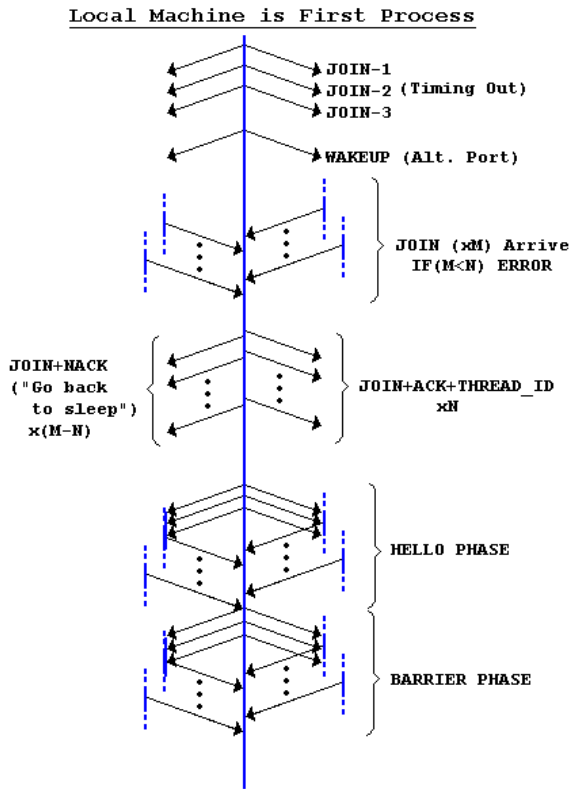 Local Machine is First Process
JOIN-1
JOIN-2 (Timing Out)
JOIN-3
WAKEUP (Alt. Port)
JOIN (xM) Arrive
IF(M<N) ERROR
JOIN+NACK
("Go back
to sleep")
x(M-N)
JOIN+ACK+THREAD_ID
xN
HELLO PHASE
BARRIER PHASE